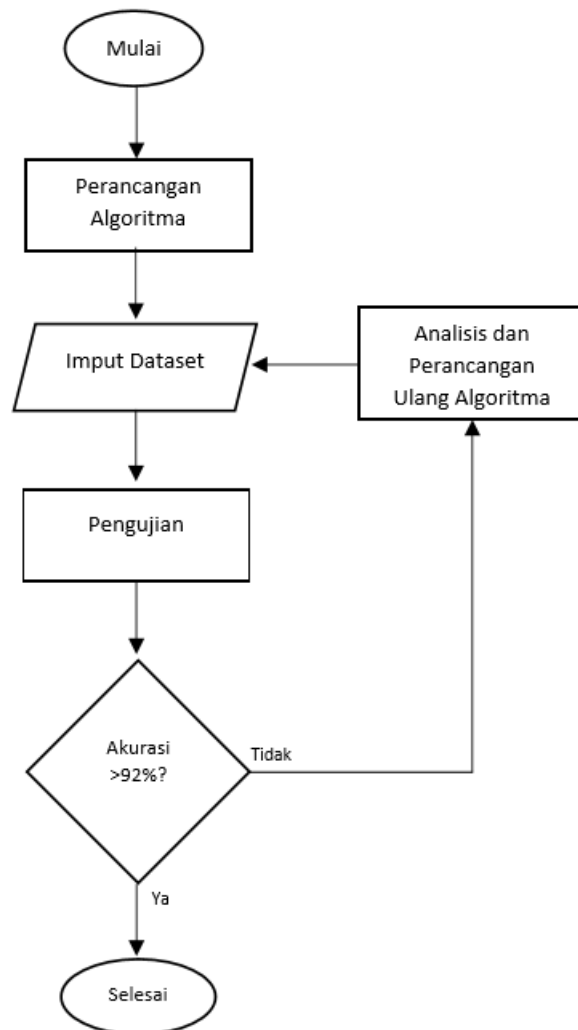 Mulai
Perancangan
Algoritma
Imput Dataset
Analisis dan
Perancangan
Ulang Algoritma
Pengujian
Akurasi
>92%?
Tidak
Ya
Selesai